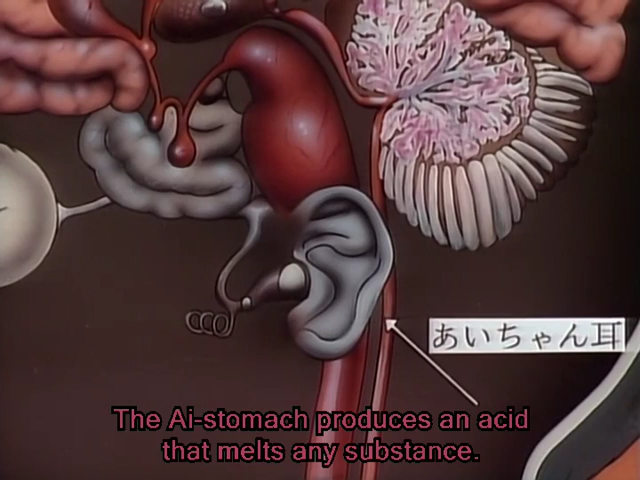 あいちゃん耳
The Ai-stomach produces an acid
that melts any substance.